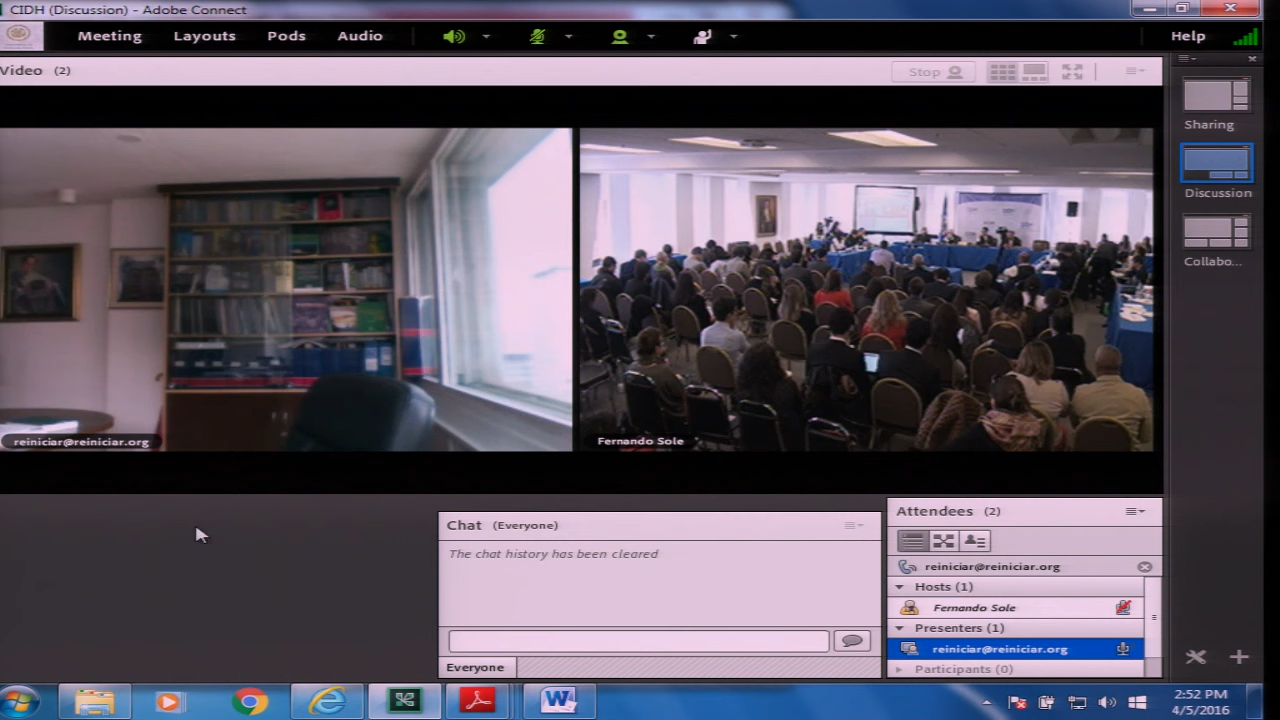 CIDH (Discussion) - Adobe Connect
Meeting Layouts Pods Audio Help
Video (2)
Stop
Sharing
Discussion
Collabo...
reiniciar@reiniciar.org
Fernando Sole
Chat (Everyone)
The chat history has been cleared
Everyone
Attendees (2)
reiniciar@reiniciar.org
Hosts (1)
Fernando Sole
Presenters (1)
reiniciar@reiniciar.org
Participants (0)
2:52 PM
4/5/2016